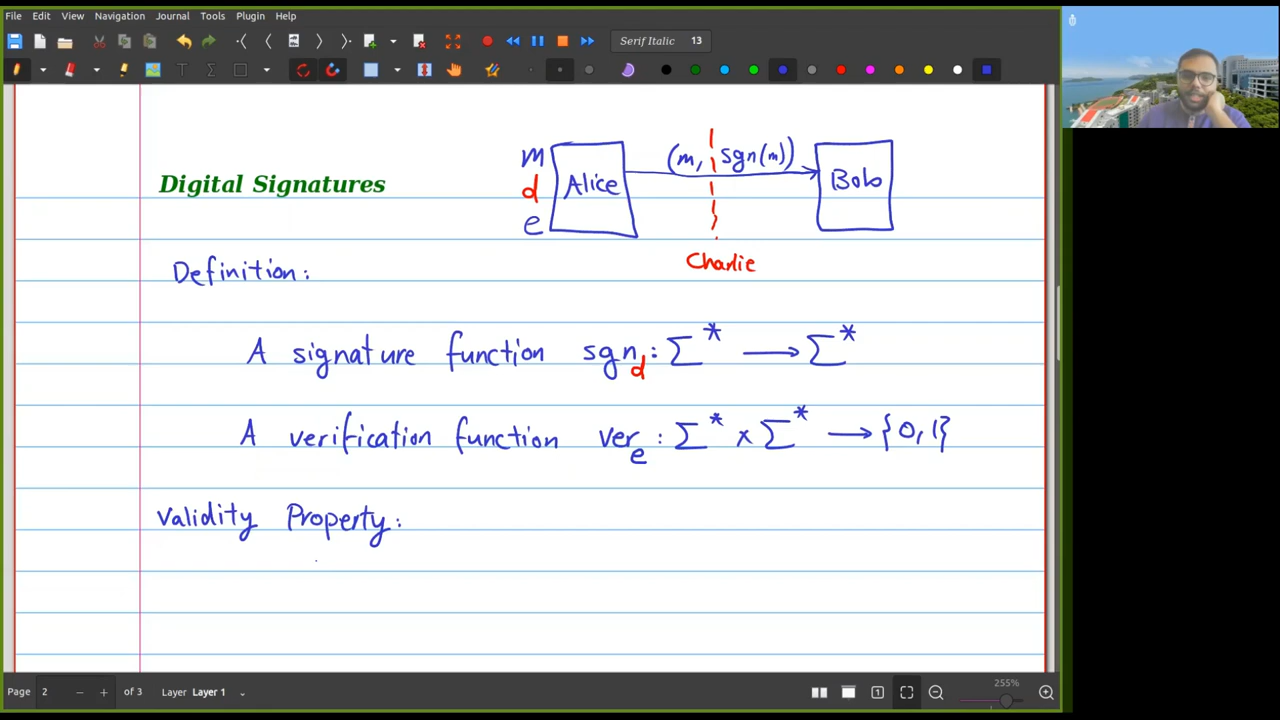 File Edit View Navigation Journal Tools Plugin Help
Serif Italic 13
m
(m, sgn(m))
Digital Signatures
d
Alice
Bob
e
Charlie
Definition:
A signature function sgn_d : Σ* → Σ*
A verification function ver_e : Σ* × Σ* → {0, 1}
Validity Property:
Page 2 − + of 3 Layer Layer 1
255%